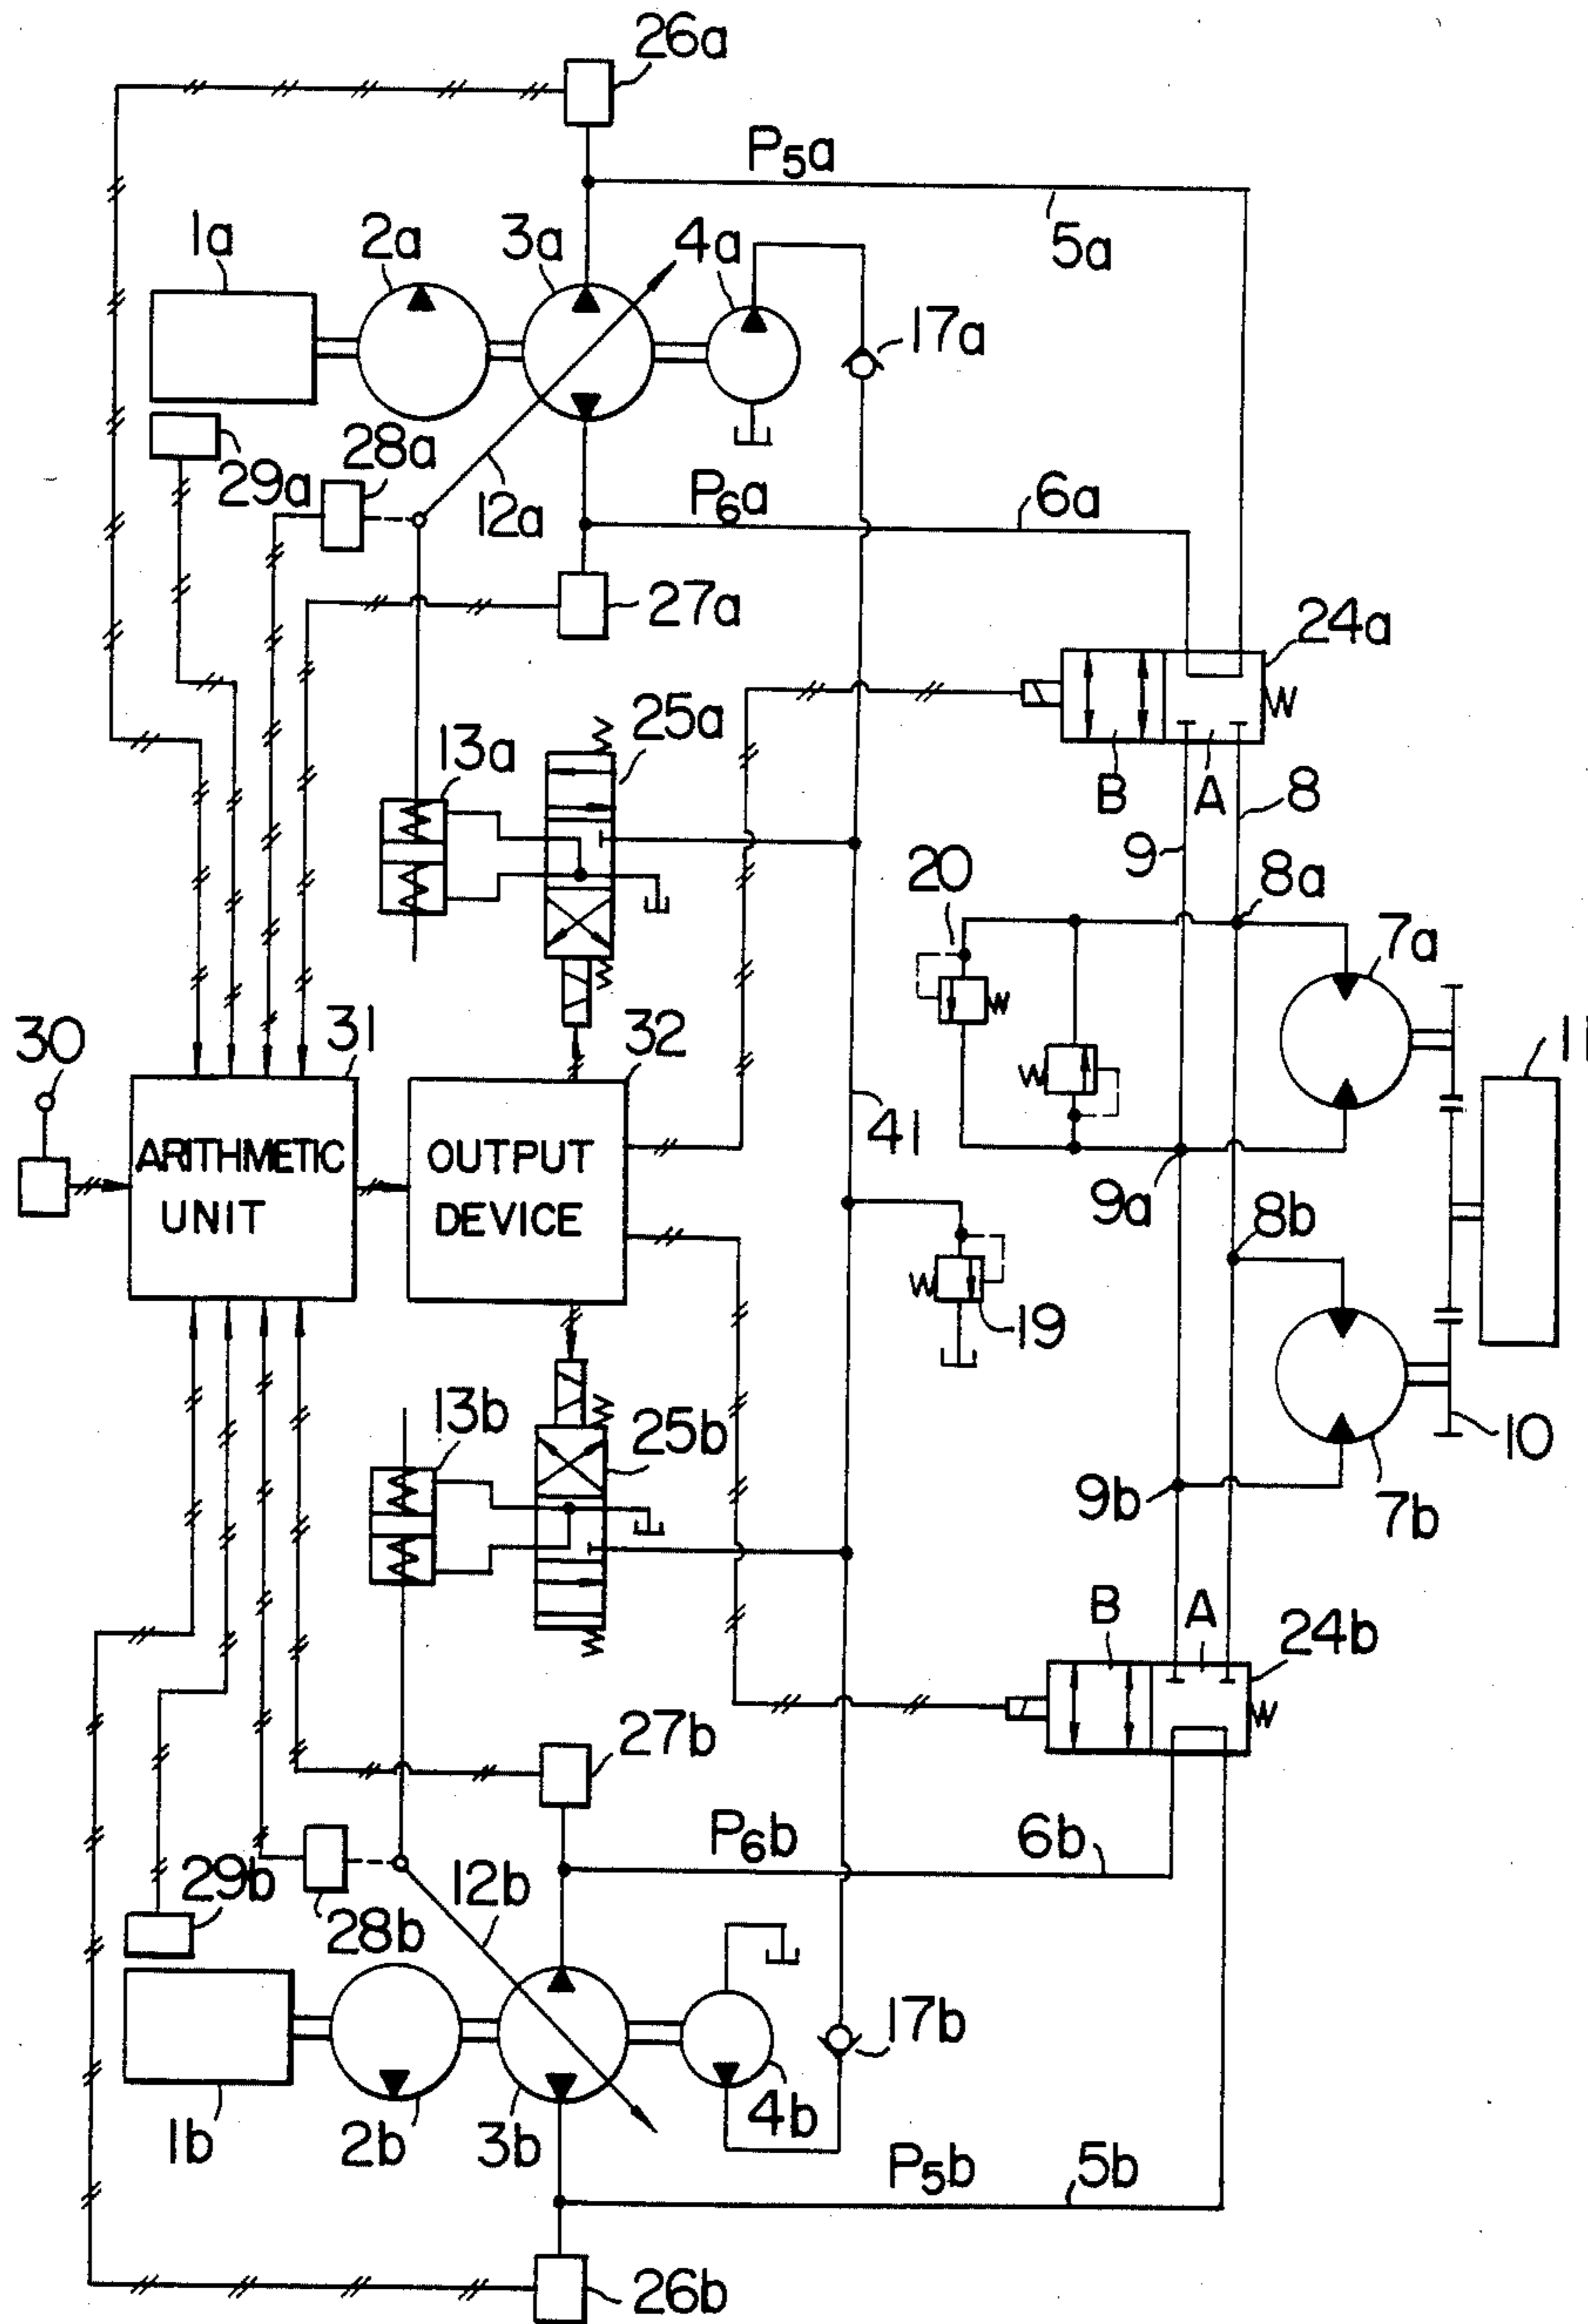 26a
P5a
1a 2a 3a 4a 5a
17a
28a
29a 12a P6a 6a
27a
24a
25a
13a
B A 8
9
20 8a
7a
30 31 32 11
41
ARITHMETIC
UNIT
OUTPUT
DEVICE
9a 8b
19
13b
25b 10
9b 7b
B A
24b
27b
P6b 6b
29b 12b
28b
17b
1b 2b 3b 4b
P5b 5b
26b